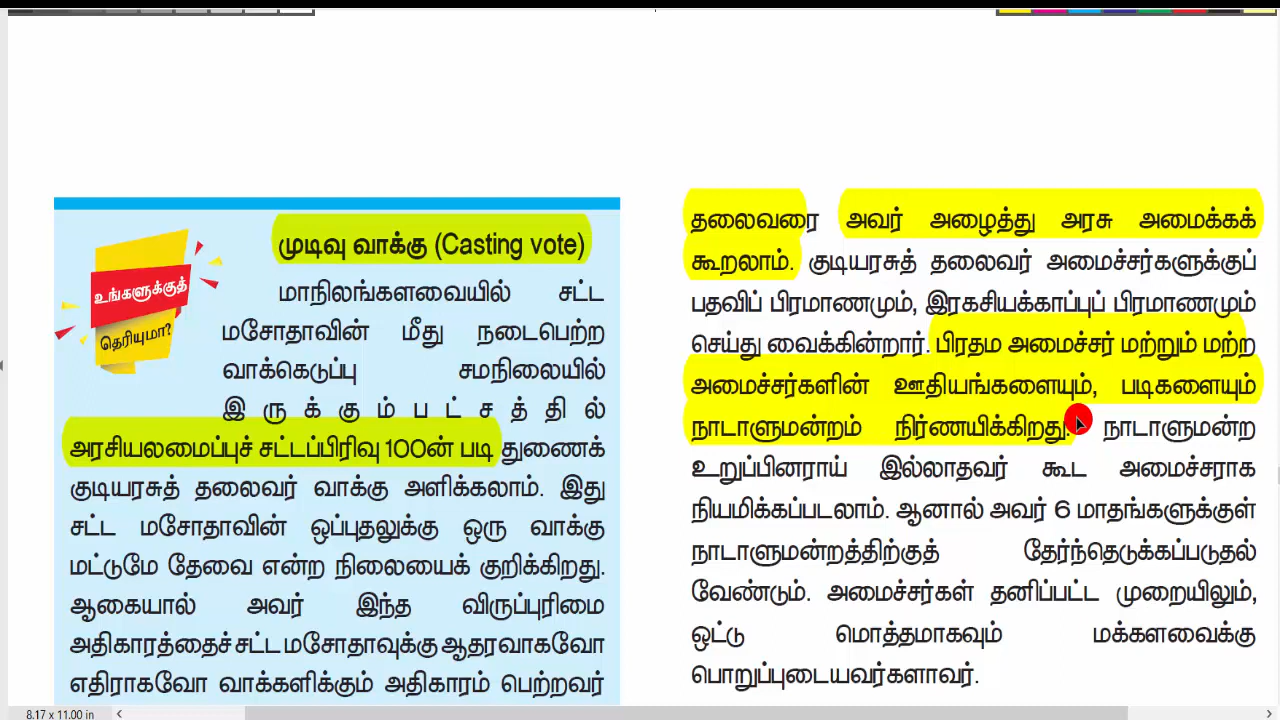 முடிவு வாக்கு (Casting vote)
உங்களுக்குத்
தெரியுமா?
மாநிலங்களவையில் சட்ட
மசோதாவின் மீது நடைபெற்ற
வாக்கெடுப்பு சமநிலையில்
இ ரு க் கு ம் ப ட் ச த் தி ல்
அரசியலமைப்புச் சட்டப்பிரிவு 100ன் படி துணைக்
குடியரசுத் தலைவர் வாக்கு அளிக்கலாம். இது
சட்ட மசோதாவின் ஒப்புதலுக்கு ஒரு வாக்கு
மட்டுமே தேவை என்ற நிலையைக் குறிக்கிறது.
ஆகையால் அவர் இந்த விருப்புரிமை
அதிகாரத்தைச் சட்ட மசோதாவுக்கு ஆதரவாகவோ
எதிராகவோ வாக்களிக்கும் அதிகாரம் பெற்றவர்
தலைவரை அவர் அழைத்து அரசு அமைக்கக்
கூறலாம். குடியரசுத் தலைவர் அமைச்சர்களுக்குப்
பதவிப் பிரமாணமும், இரகசியக்காப்புப் பிரமாணமும்
செய்து வைக்கின்றார். பிரதம அமைச்சர் மற்றும் மற்ற
அமைச்சர்களின் ஊதியங்களையும், படிகளையும்
நாடாளுமன்றம் நிர்ணயிக்கிறது. நாடாளுமன்ற
உறுப்பினராய் இல்லாதவர் கூட அமைச்சராக
நியமிக்கப்படலாம். ஆனால் அவர் 6 மாதங்களுக்குள்
நாடாளுமன்றத்திற்குத் தேர்ந்தெடுக்கப்படுதல்
வேண்டும். அமைச்சர்கள் தனிப்பட்ட முறையிலும்,
ஒட்டு மொத்தமாகவும் மக்களவைக்கு
பொறுப்புடையவர்களாவர்.
8.17 x 11.00 in